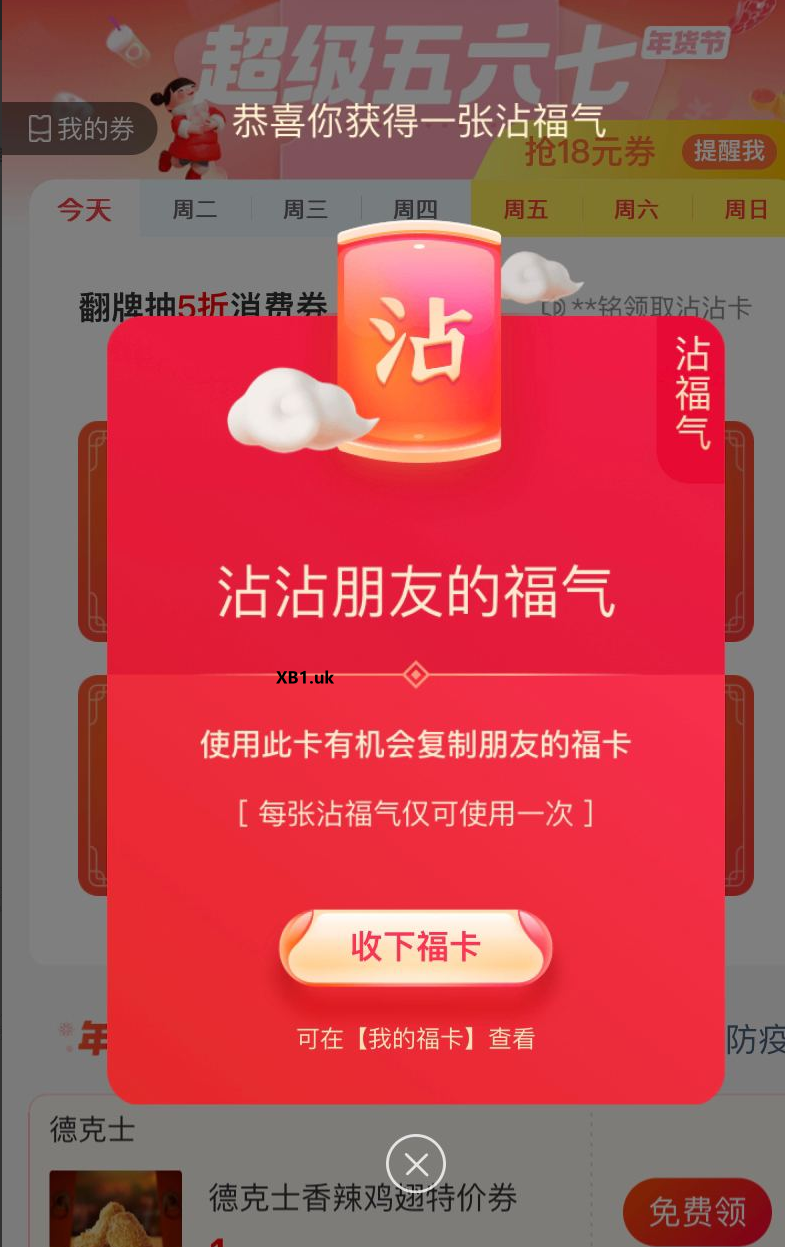 超级五六七
年货节
我的券
恭喜你获得一张沾福气
抢18元券
提醒我
今天
周二
周三
周四
周五
周六
周日
翻牌抽5折消费券
**铭领取沾沾卡
沾
沾福气
沾沾朋友的福气
XB1.uk
使用此卡有机会复制朋友的福卡
[ 每张沾福气仅可使用一次 ]
收下福卡
可在【我的福卡】查看
年
防疫
德克士
德克士香辣鸡翅特价券
免费领